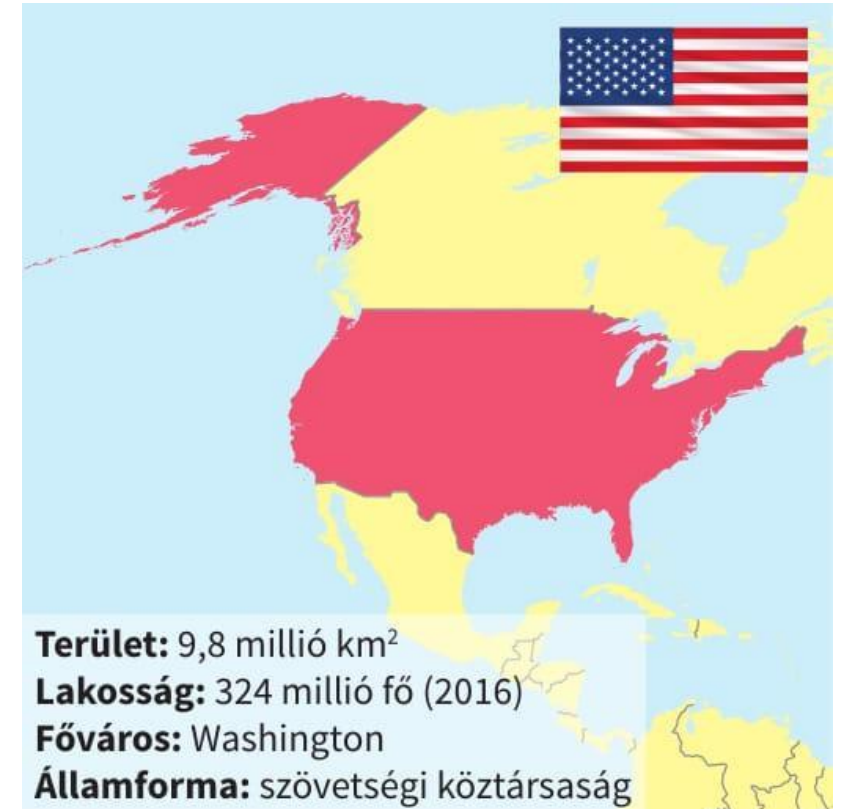 Terület: 9,8 millió km²
Lakosság: 324 millió fő (2016)
Főváros: Washington
Államforma: szövetségi köztársaság